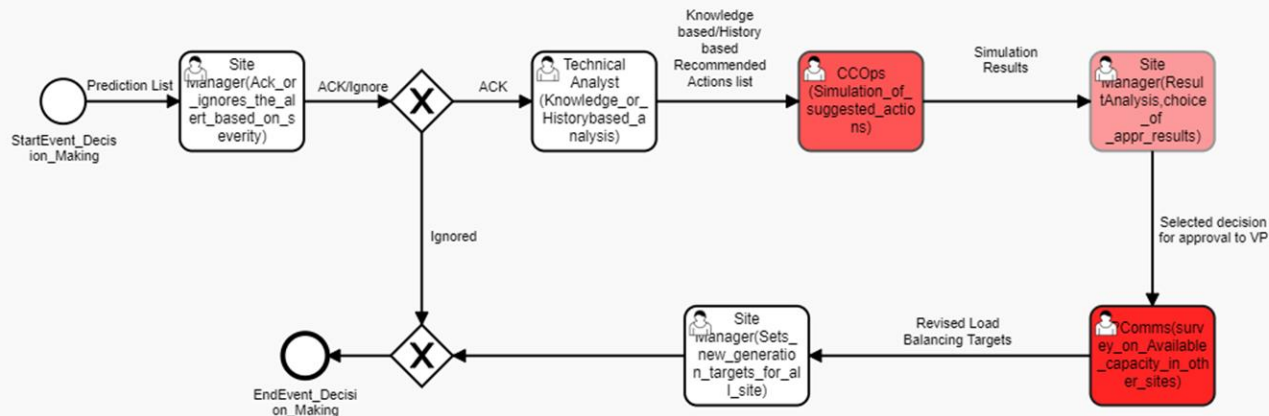 Prediction List
StartEvent_Decis
ion_Making
Site
Manager(Ack_or
_ignores_the_al
ert_based_on_s
everity)
ACK/Ignore
X
ACK
Technical
Analyst
(Knowledge_or_
Historybased_a
nalysis)
Knowledge
based/History
based
Recommended
Actions list
CCOps
(Simulation_of_
suggested_actio
ns)
Simulation
Results
Site
Manager(Resul
tAnalysis,choice
_of
_appr_results)
Selected decision
for approval to VP
Ignored
Comms(surv
ey_on_Available
_capacity_in_oth
er_sites)
Revised Load
Balancing Targets
Site
Manager(Sets_
new_generatio
n_targets_for_al
l_site)
X
EndEvent_Decisi
on_Making